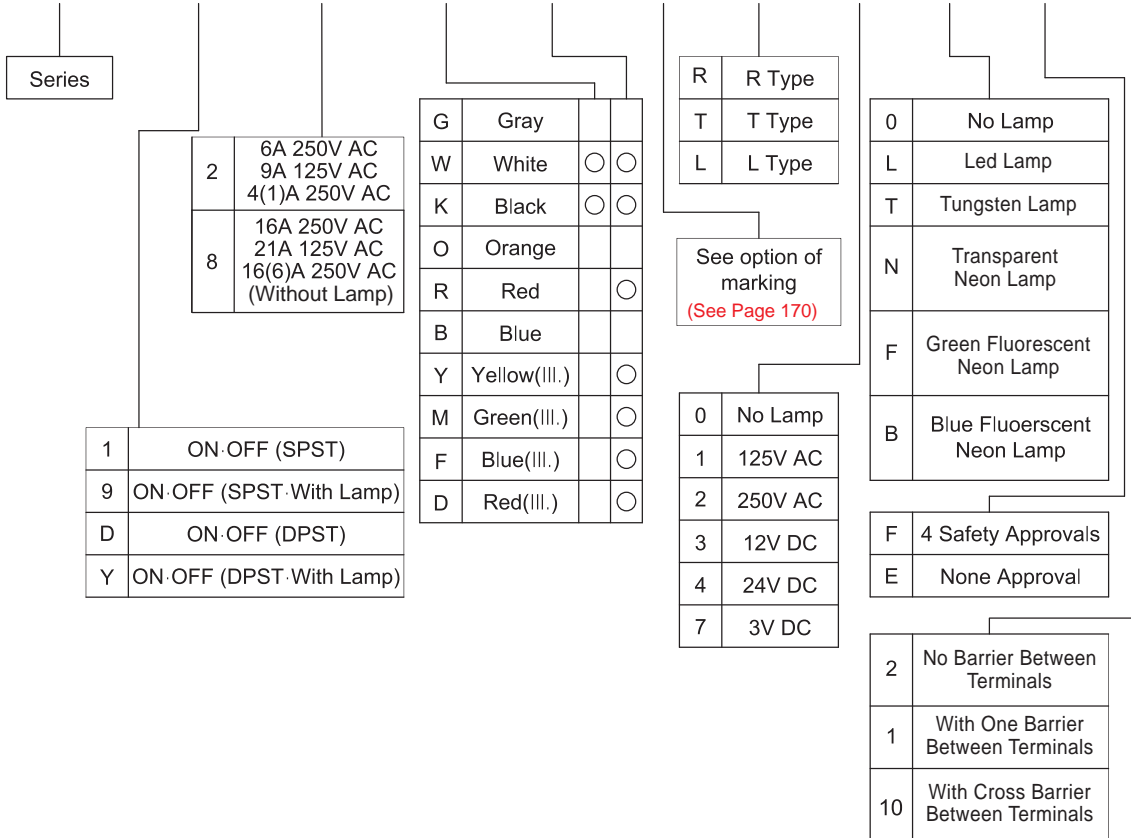 Series
2 6A 250V AC
9A 125V AC
4(1)A 250V AC
8 16A 250V AC
21A 125V AC
16(6)A 250V AC
(Without Lamp)
1 ON·OFF (SPST)
9 ON·OFF (SPST·With Lamp)
D ON·OFF (DPST)
Y ON·OFF (DPST·With Lamp)
G Gray
W White ○ ○
K Black ○ ○
O Orange
R Red ○
B Blue
Y Yellow(Ill.) ○
M Green(Ill.) ○
F Blue(Ill.) ○
D Red(Ill.) ○
R R Type
T T Type
L L Type
See option of
marking
(See Page 170)
0 No Lamp
1 125V AC
2 250V AC
3 12V DC
4 24V DC
7 3V DC
0 No Lamp
L Led Lamp
T Tungsten Lamp
N Transparent
Neon Lamp
F Green Fluorescent
Neon Lamp
B Blue Fluoerscent
Neon Lamp
F 4 Safety Approvals
E None Approval
2 No Barrier Between
Terminals
1 With One Barrier
Between Terminals
10 With Cross Barrier
Between Terminals